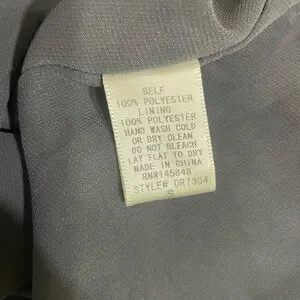 SELF
100% POLYESTER
LINING
100% POLYESTER
HAND WASH COLD
OR DRY CLEAN
DO NOT BLEACH
LAY FLAT TO DRY
MADE IN CHINA
RN#145848
STYLE# DR7304
S